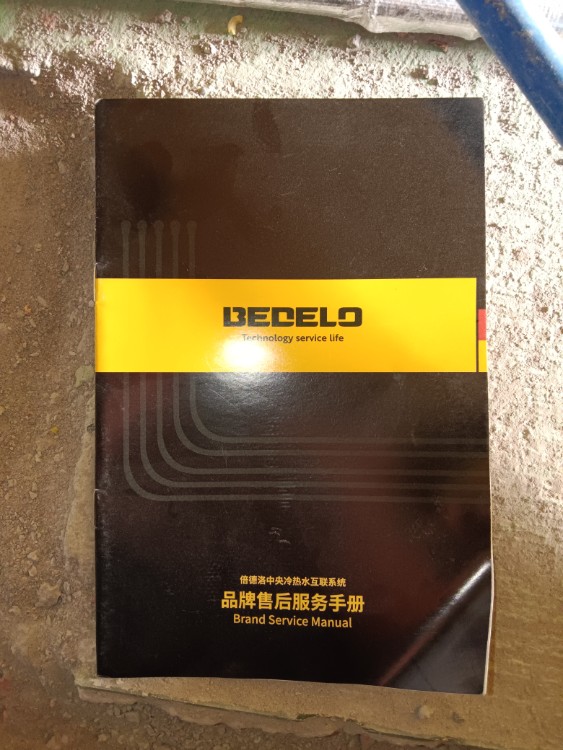 BEDELO
Technology service life
倍德洛中央冷热水互联系统
品牌售后服务手册
Brand Service Manual